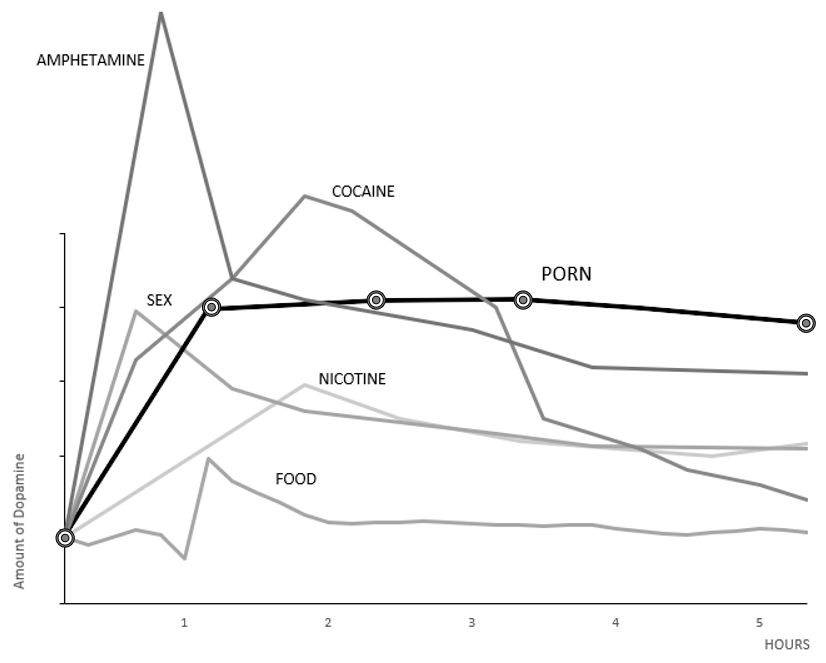 AMPHETAMINE
COCAINE
PORN
SEX
NICOTINE
FOOD
Amount of Dopamine
1 2 3 4 5
HOURS